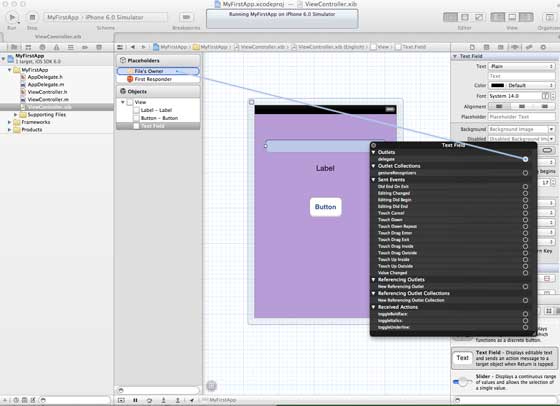 MyFirstApp.xcodeproj — ViewController.xib
MyFirstApp iPhone 6.0 Simulator
Running MyFirstApp on iPhone 6.0 Simulator
Run Stop Scheme Breakpoints
Editor View Organizer
ViewController.xib
MyFirstApp
1 target, iOS SDK 6.0
MyFirstApp
AppDelegate.h
AppDelegate.m
ViewController.h
ViewController.m
ViewController.xib
Supporting Files
Frameworks
Products
MyFirstApp MyFirstApp ViewController.xib ViewController.xib (English) View Text Field
Placeholders
File's Owner
First Responder
Objects
View
Label - Label
Button - Button
Text Field
Label
Button
Text Field
Outlets
delegate
Outlet Collections
gestureRecognizers
Sent Events
Did End On Exit
Editing Changed
Editing Did Begin
Editing Did End
Touch Cancel
Touch Down
Touch Down Repeat
Touch Drag Enter
Touch Drag Exit
Touch Drag Inside
Touch Drag Outside
Touch Up Inside
Touch Up Outside
Value Changed
Referencing Outlets
New Referencing Outlet
Referencing Outlet Collections
New Referencing Outlet Collection
Received Actions
toggleBoldface:
toggleItalics:
toggleUnderline:
Text Field
Text Plain
Text
Color Default
Font System 14.0
Alignment
Placeholder Placeholder Text
Background Background Image
Disabled Disabled Background Im
begins
17
rn Key
functions as a discrete button.
Text
Text Field - Displays editable text
and sends an action message to a
target object when Return is tapped.
Slider - Displays a continuous range
of values and allows the selection of
a single value.
MyFirstApp